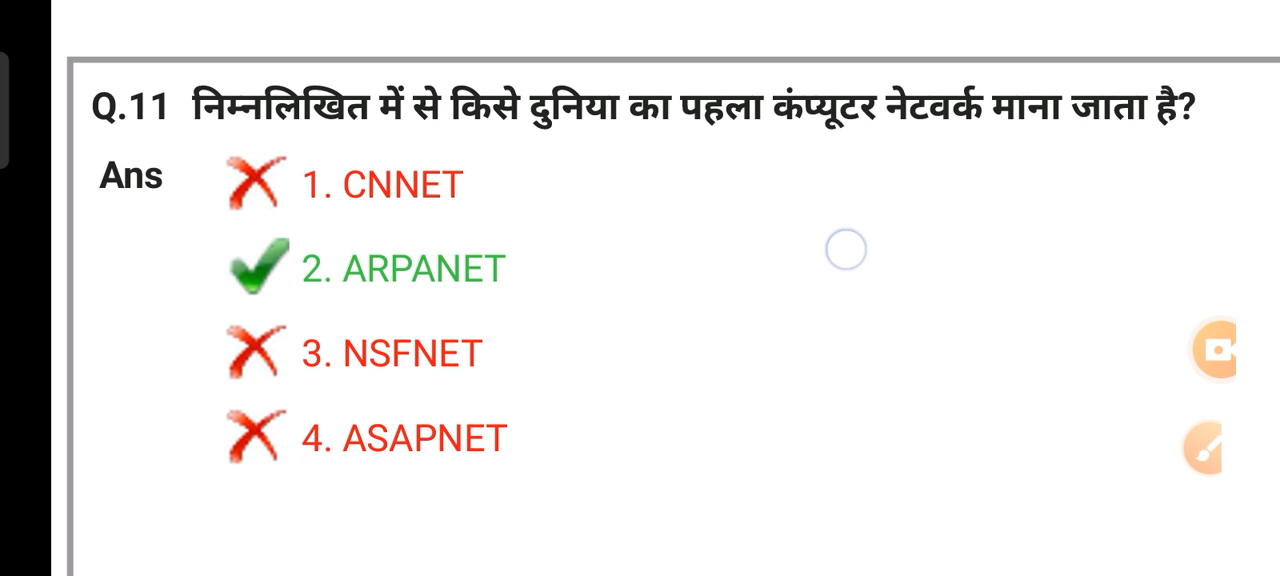 Q.11 निम्नलिखित में से किसे दुनिया का पहला कंप्यूटर नेटवर्क माना जाता है?
Ans 1. CNNET
2. ARPANET
3. NSFNET
4. ASAPNET